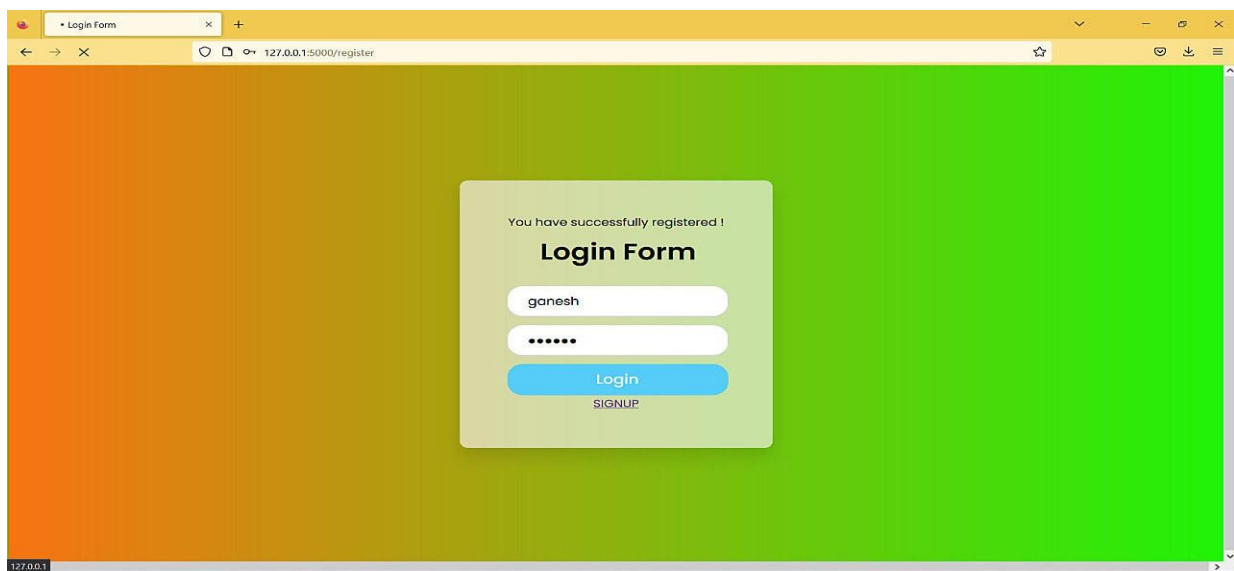 • Login Form
127.0.0.1:5000/register
You have successfully registered !
Login Form
ganesh
••••••
Login
SIGNUP
127.0.0.1